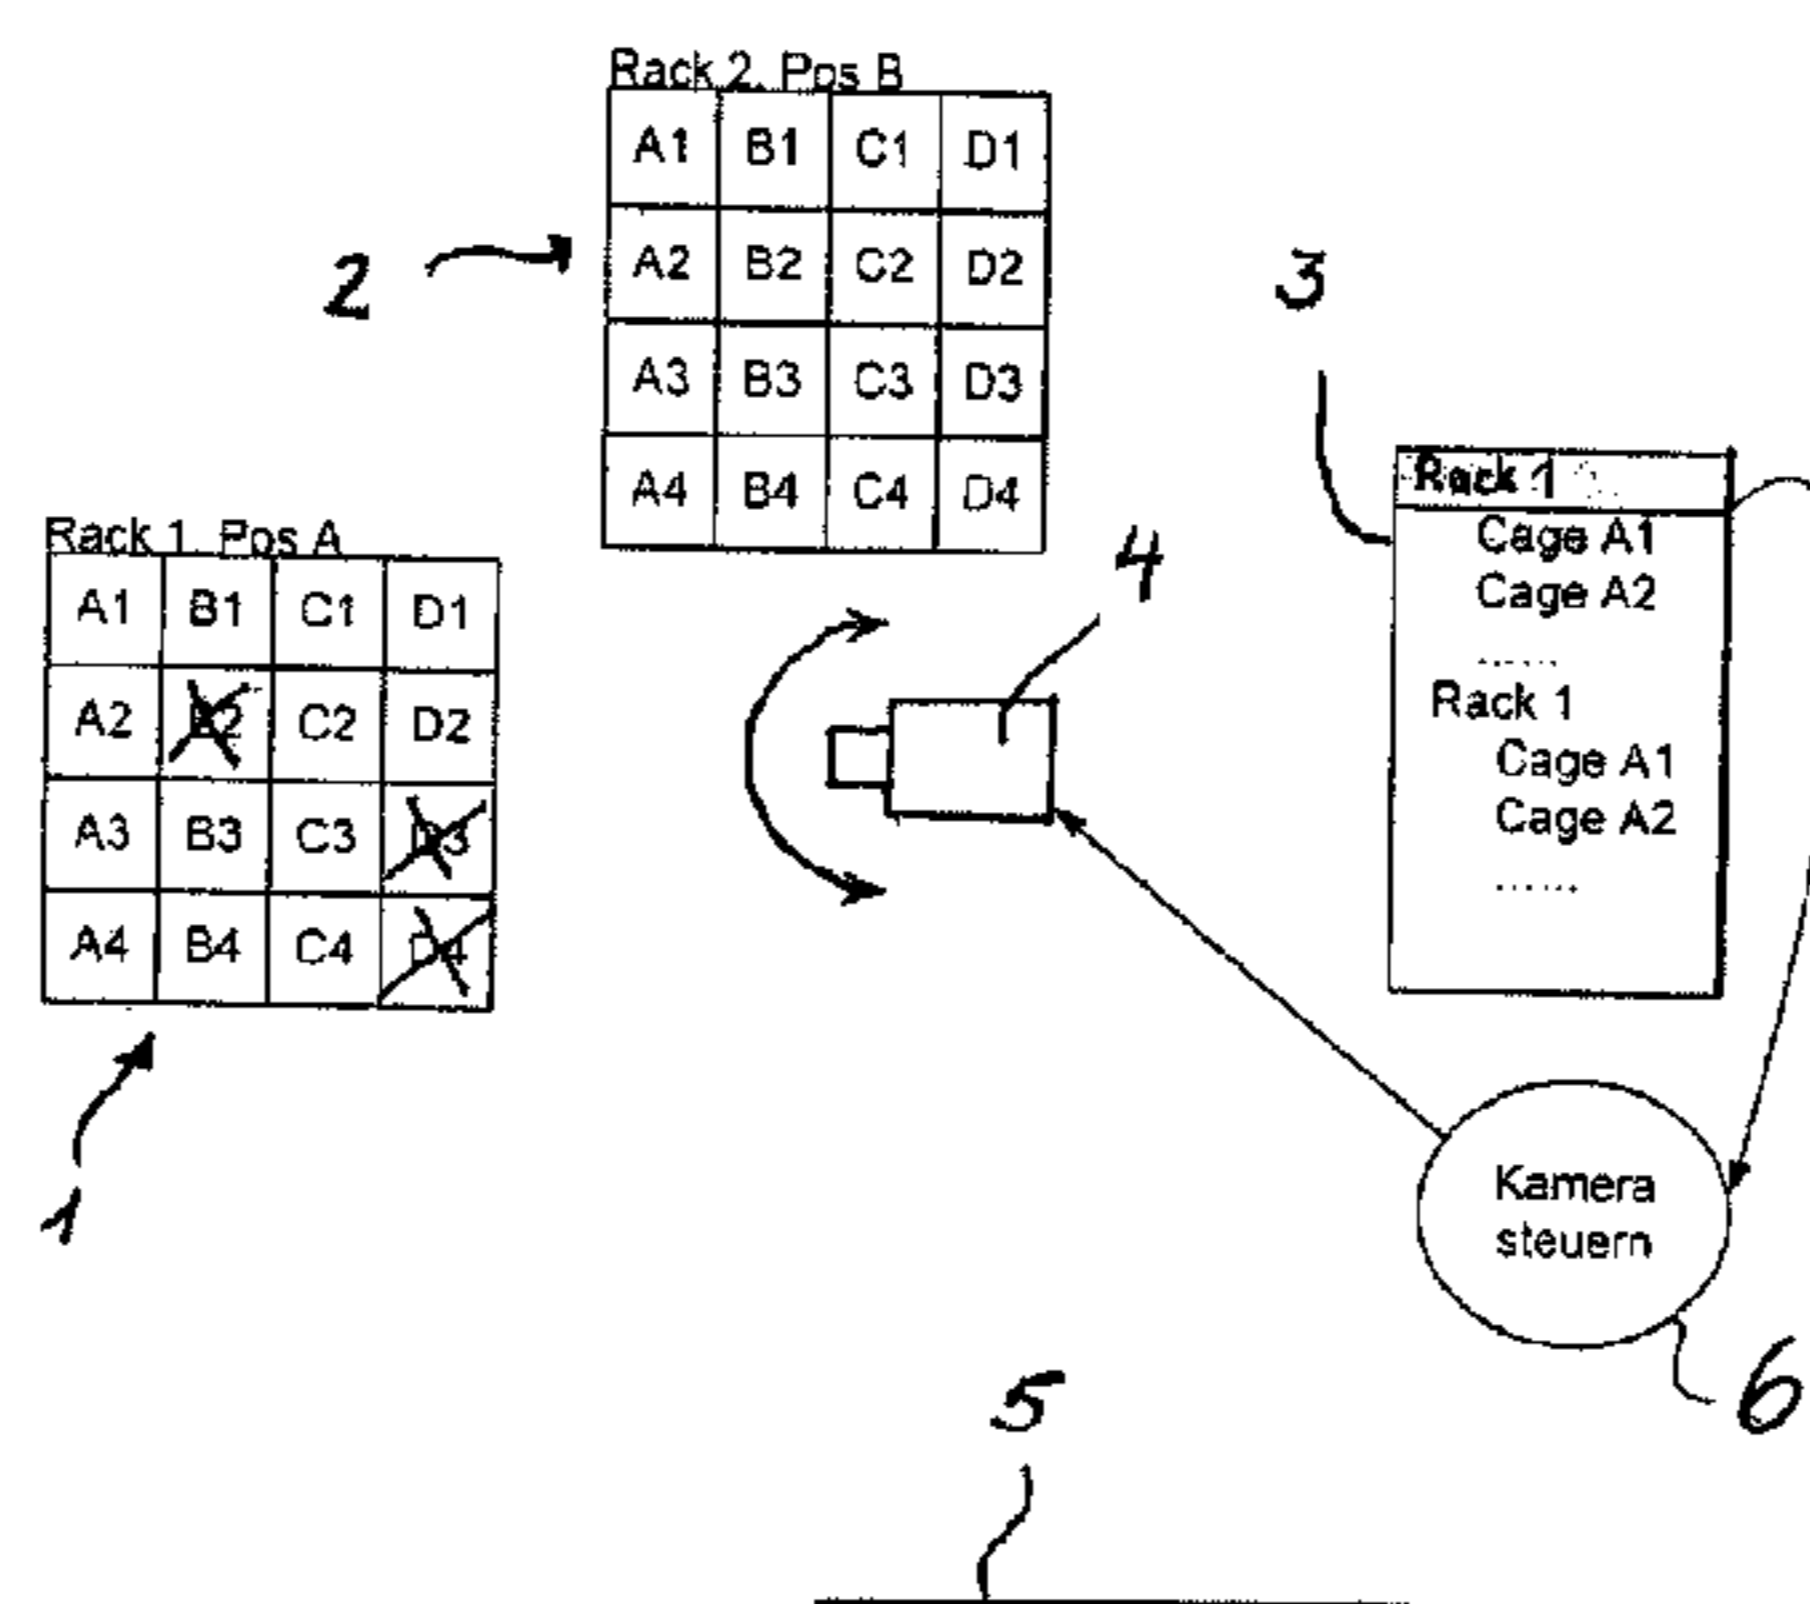 Rack 2, Pos B
A1 B1 C1 D1
A2 B2 C2 D2
A3 B3 C3 D3
A4 B4 C4 D4
2
Rack 1, Pos A
A1 B1 C1 D1
A2 B2 C2 D2
A3 B3 C3 D3
A4 B4 C4 D4
1
3
4
Rack 1
Cage A1
Cage A2
......
Rack 1
Cage A1
Cage A2
......
Kamera
steuern
6
5